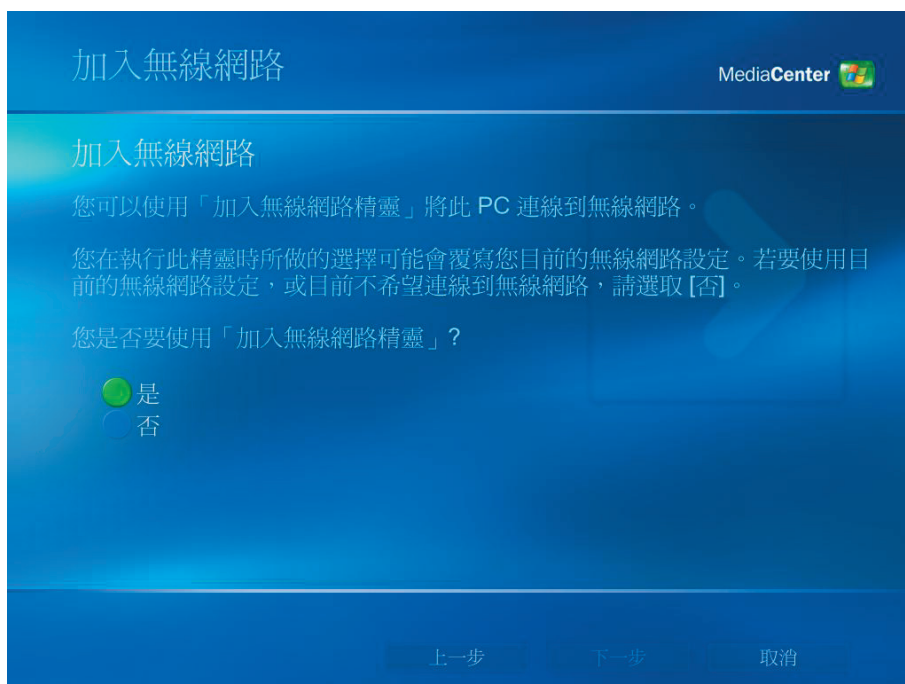 加入無線網路
MediaCenter
加入無線網路
您可以使用「加入無線網路精靈」將此 PC 連線到無線網路。
您在執行此精靈時所做的選擇可能會覆寫您目前的無線網路設定。若要使用目
前的無線網路設定，或目前不希望連線到無線網路，請選取 [否]。
您是否要使用「加入無線網路精靈」?
是
否
上一步
下一步
取消